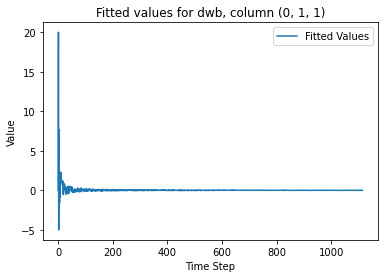 Fitted values for dwb, column (0, 1, 1)
Fitted Values
Value
20
15
10
5
0
−5
0 200 400 600 800 1000
Time Step